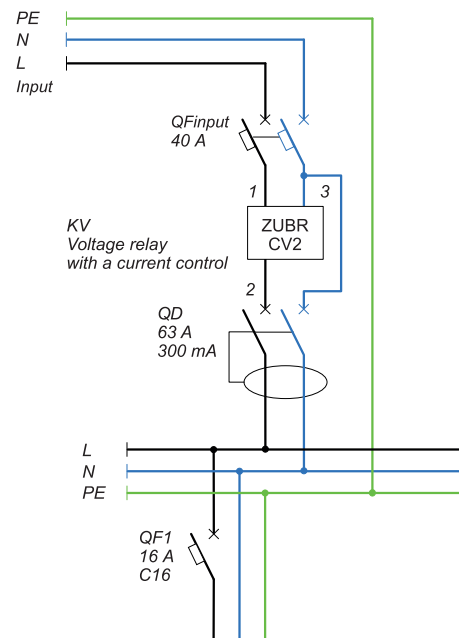 PE
N
L
Input
QFinput
40 A
1
3
KV
Voltage relay
with a current control
ZUBR
CV2
2
QD
63 A
300 mA
L
N
PE
QF1
16 A
C16